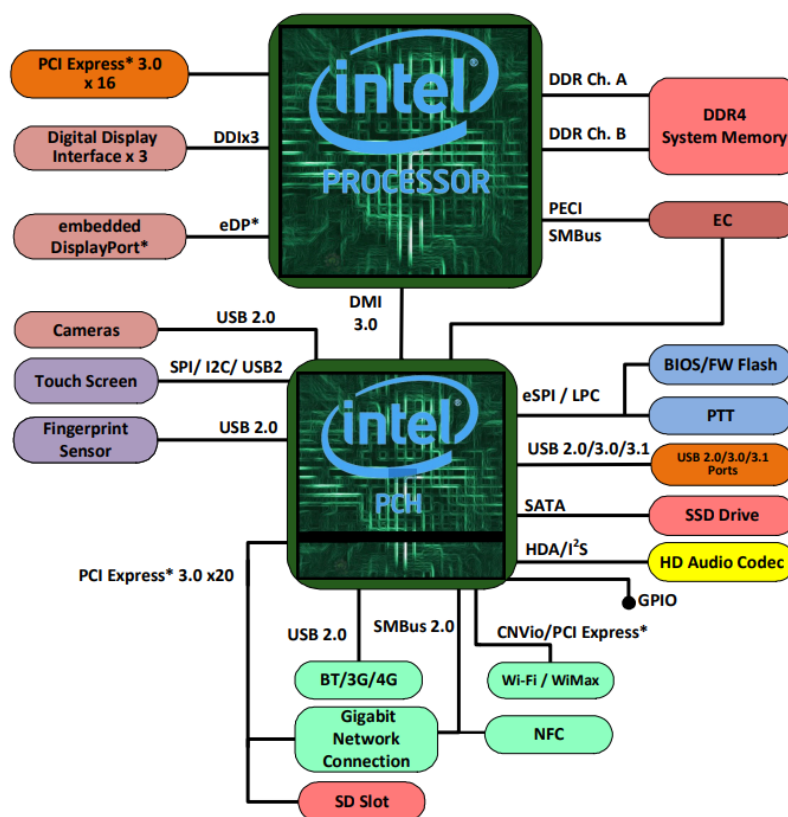 PCI Express* 3.0
x 16
Digital Display
Interface x 3
DDIx3
embedded
DisplayPort*
eDP*
intel®
PROCESSOR
DDR Ch. A
DDR Ch. B
DDR4
System Memory
PECI
SMBus
EC
DMI
3.0
Cameras
USB 2.0
Touch Screen
SPI/ I2C/ USB2
Fingerprint
Sensor
USB 2.0
intel®
PCH
eSPI / LPC
BIOS/FW Flash
PTT
USB 2.0/3.0/3.1
USB 2.0/3.0/3.1
Ports
SATA
SSD Drive
HDA/I²S
HD Audio Codec
GPIO
PCI Express* 3.0 x20
USB 2.0
SMBus 2.0
CNVio/PCI Express*
BT/3G/4G
Wi-Fi / WiMax
Gigabit
Network
Connection
NFC
SD Slot